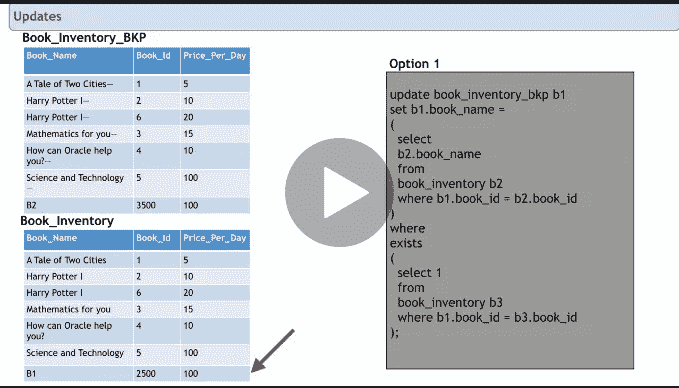 Updates
Book_Inventory_BKP
Book_Name Book_Id Price_Per_Day
A Tale of Two Cities-- 1 5
Harry Potter I-- 2 10
Harry Potter I-- 6 20
Mathematics for you-- 3 15
How can Oracle help 4 10
you?--
Science and Technology 5 100
--
B2 3500 100
Book_Inventory
Book_Name Book_Id Price_Per_Day
A Tale of Two Cities 1 5
Harry Potter I 2 10
Harry Potter I 6 20
Mathematics for you 3 15
How can Oracle help 4 10
you?
Science and Technology 5 100
B1 2500 100
Option 1
update book_inventory_bkp b1
set b1.book_name =
(
select
b2.book_name
from
book_inventory b2
where b1.book_id = b2.book_id
)
where
exists
(
select 1
from
book_inventory b3
where b1.book_id = b3.book_id
);